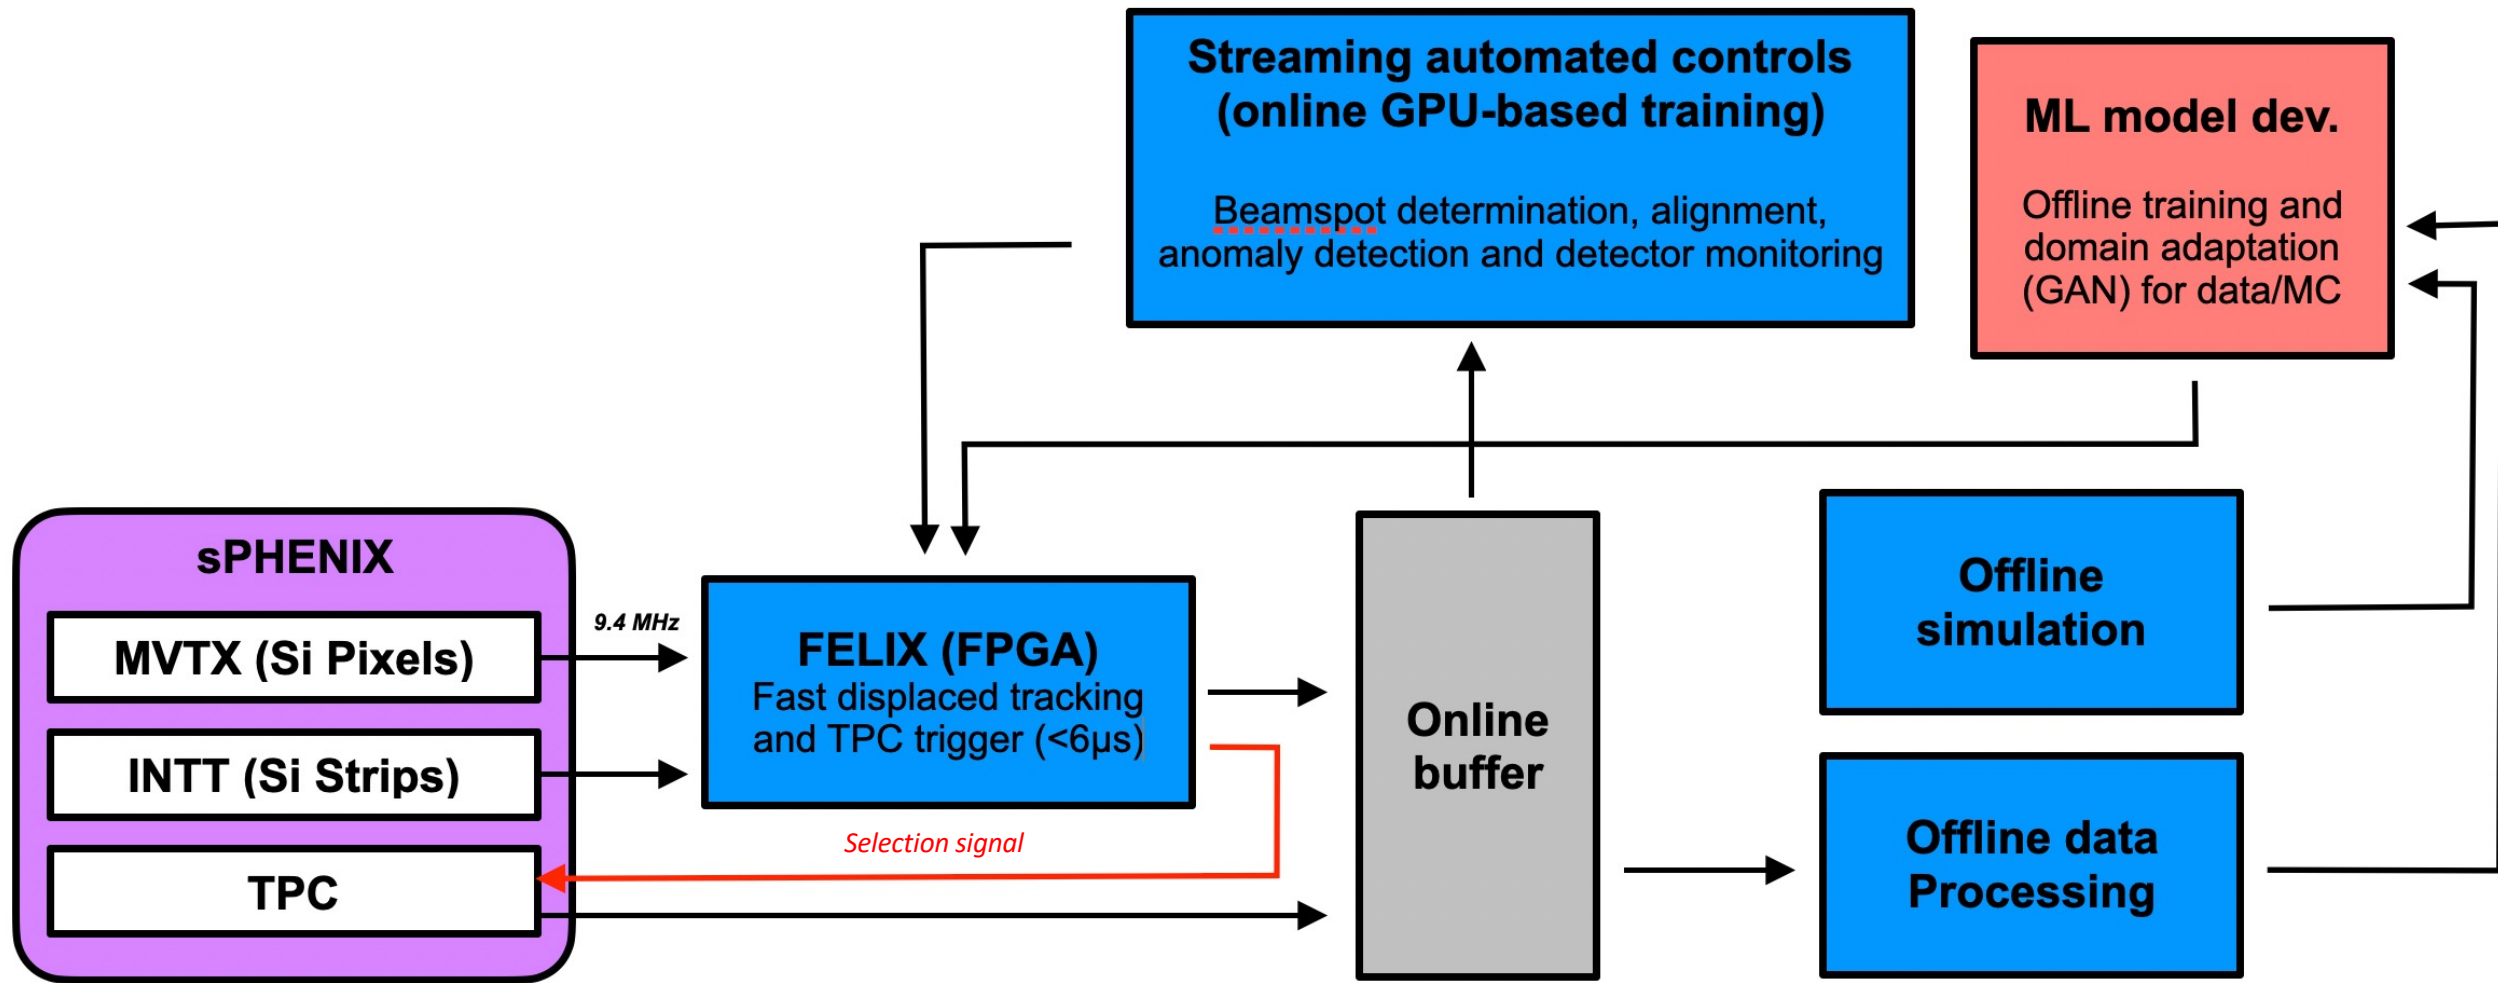 Streaming automated controls
(online GPU-based training)
Beamspot determination, alignment,
anomaly detection and detector monitoring
ML model dev.
Offline training and
domain adaptation
(GAN) for data/MC
sPHENIX
MVTX (Si Pixels)
INTT (Si Strips)
TPC
9.4 MHz
FELIX (FPGA)
Fast displaced tracking
and TPC trigger (<6μs)
Selection signal
Online
buffer
Offline
simulation
Offline data
Processing